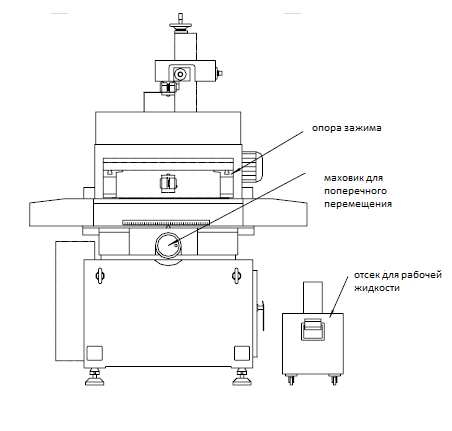 опора зажима
маховик для
поперечного
перемещения
отсек для рабочей
жидкости